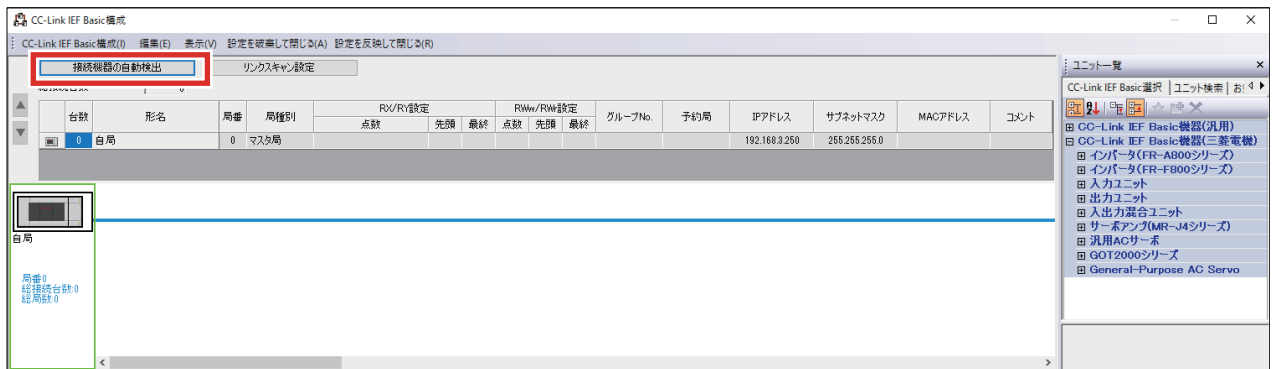 CC-Link IEF Basic構成
CC-Link IEF Basic構成(I) 編集(E) 表示(V) 設定を破棄して閉じる(A) 設定を反映して閉じる(R)
接続機器の自動検出 リンクスキャン設定
0
台数 形名 局番 局種別 RX/RY設定 RWw/RWr設定 グループNo. 予約局 IPアドレス サブネットマスク MACアドレス コメント
点数 先頭 最終 点数 先頭 最終
0 自局 0 マスタ局 192.168.3.250 255.255.255.0
自局
局番0
総接続台数:0
総局数:0
ユニット一覧
CC-Link IEF Basic選択 ユニット検索 お
CC-Link IEF Basic機器(汎用)
CC-Link IEF Basic機器(三菱電機)
インバータ(FR-A800シリーズ)
インバータ(FR-F800シリーズ)
入力ユニット
出力ユニット
入出力混合ユニット
サーボアンプ(MR-J4シリーズ)
汎用ACサーボ
GOT2000シリーズ
General-Purpose AC Servo